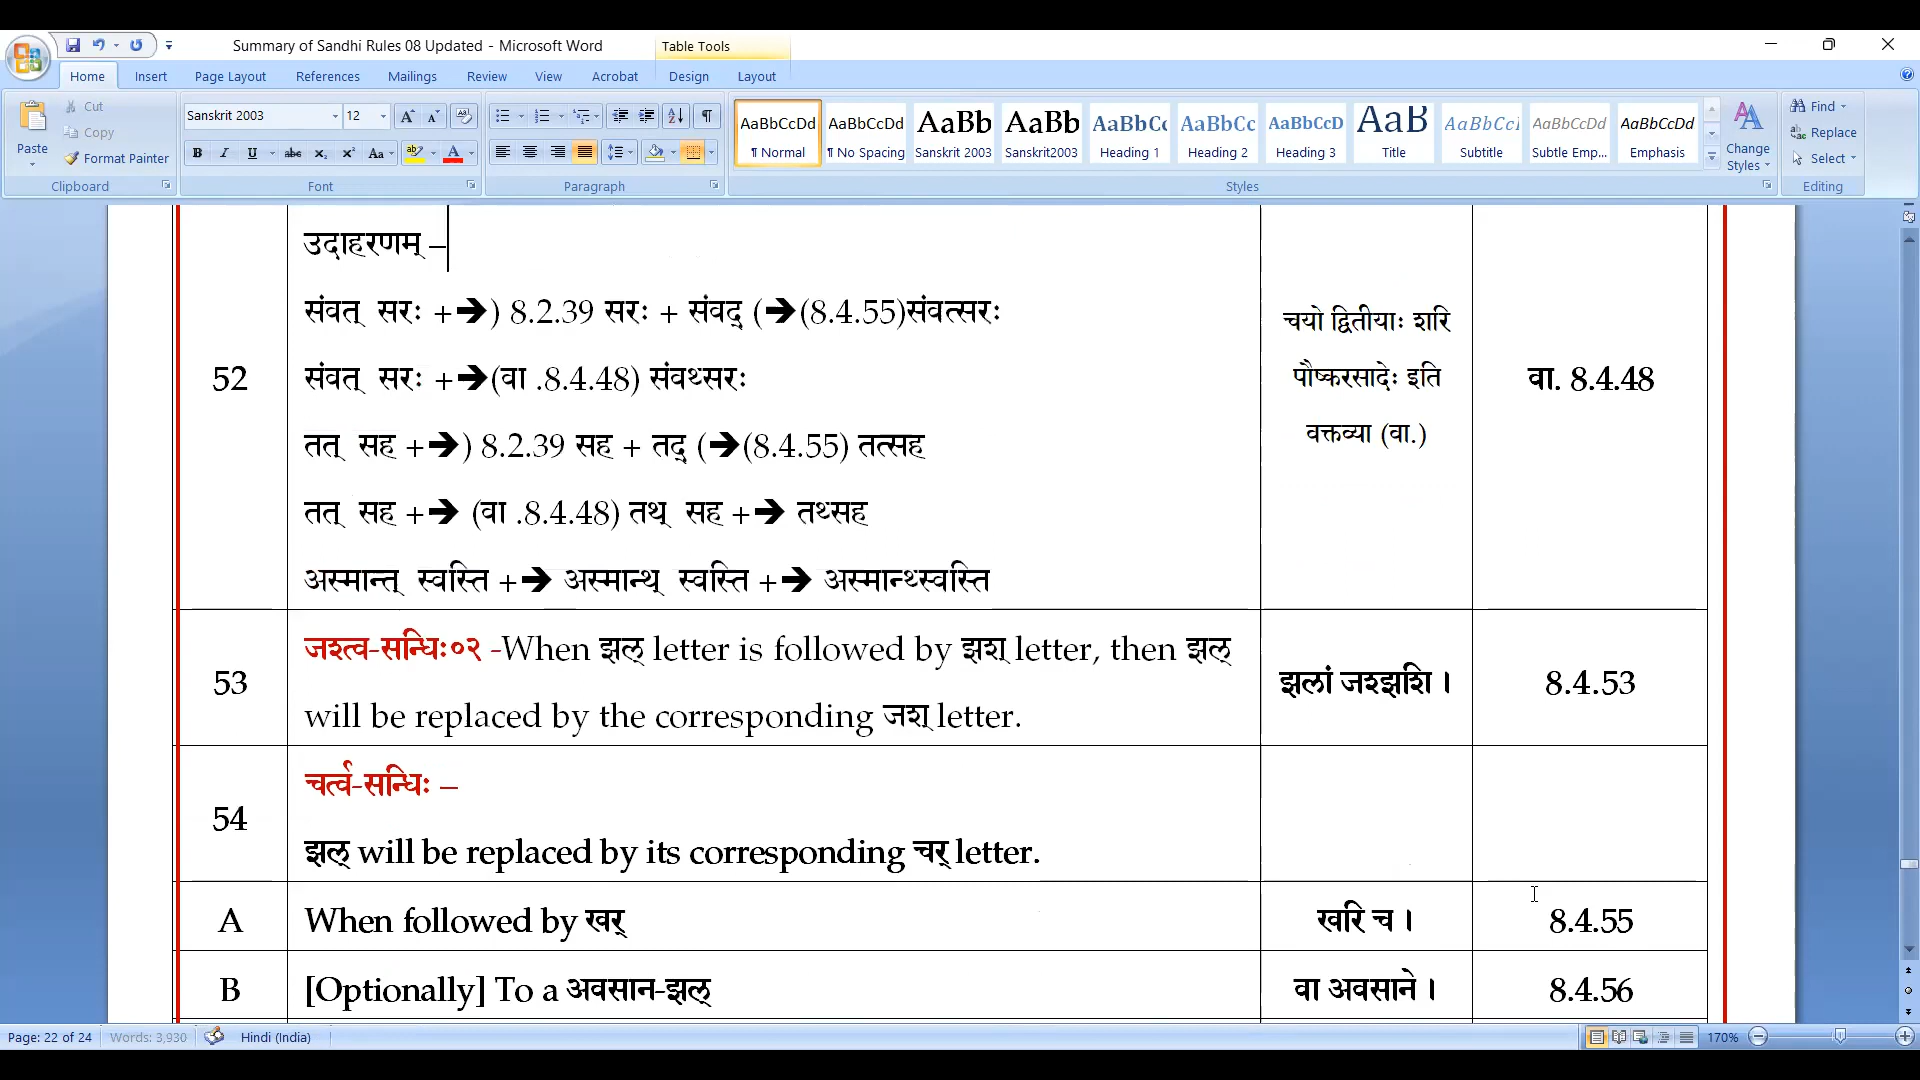 Summary of Sandhi Rules 08 Updated - Microsoft Word
Table Tools
Home Insert Page Layout References Mailings Review View Acrobat Design Layout
Paste
Cut
Copy
Format Painter
Clipboard
Sanskrit 2003 12
Font
Paragraph
AaBbCcDd AaBbCcDd AaBb AaBb AaBbCc AaBbCc AaBbCcD AaB AaBbCcI AaBbCcDd AaBbCcDd
¶ Normal ¶ No Spacing Sanskrit 2003 Sanskrit2003 Heading 1 Heading 2 Heading 3 Title Subtitle Subtle Emp... Emphasis
Styles
Change Styles
Find
Replace
Select
Editing
उदाहरणम् –
52
संवत् सरः +➔) 8.2.39 सरः + संवद् (➔(8.4.55)संवत्सरः
संवत् सरः +➔(वा .8.4.48) संवथ्सरः
तत् सह +➔) 8.2.39 सह + तद् (➔(8.4.55) तत्सह
तत् सह +➔ (वा .8.4.48) तथ् सह +➔ तथ्सह
अस्मान्त् स्वस्ति +➔ अस्मान्थ् स्वस्ति +➔ अस्मान्थ्स्वस्ति
चयो द्वितीयाः शरि
पौष्करसादेः इति
वक्तव्या (वा.)
वा. 8.4.48
53
जश्त्व-सन्धिः०२ -When झल् letter is followed by झश् letter, then झल्
will be replaced by the corresponding जश् letter.
झलां जश्झशि ।
8.4.53
54
चर्त्व-सन्धिः –
झल् will be replaced by its corresponding चर् letter.
A
When followed by खर्
खरि च ।
8.4.55
B
[Optionally] To a अवसान-झल्
वा अवसाने ।
8.4.56
Page: 22 of 24 Words: 3,930 Hindi (India) 170%